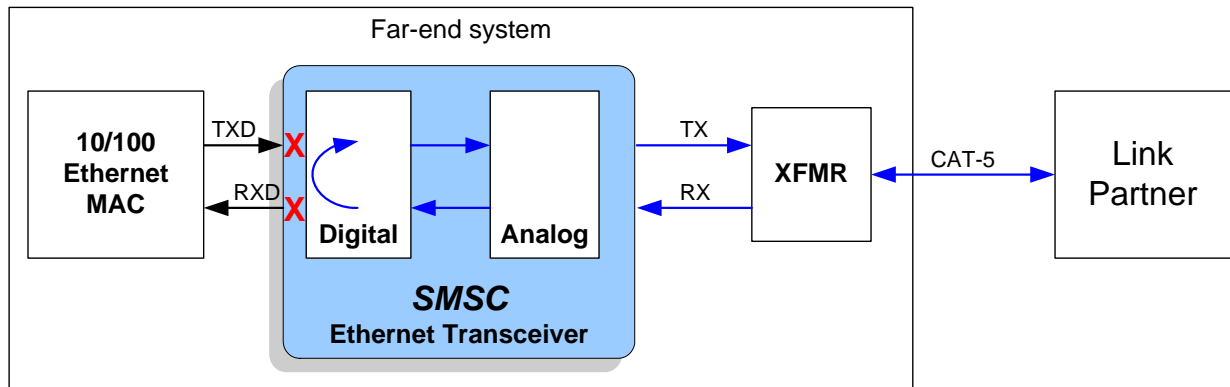 Far-end system
10/100
Ethernet
MAC
TXD
RXD
X
X
Digital
Analog
SMSC
Ethernet Transceiver
TX
RX
XFMR
CAT-5
Link
Partner